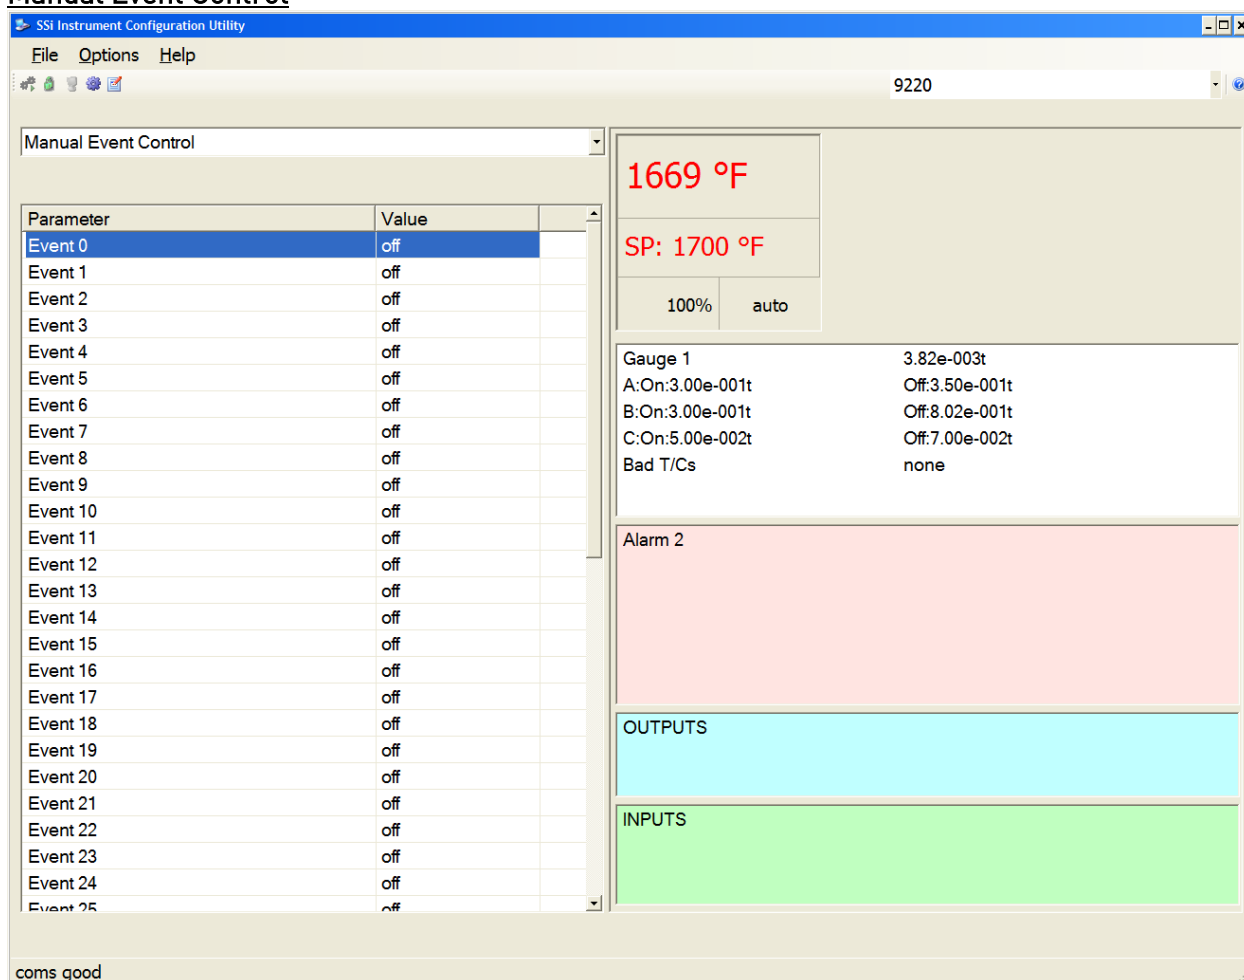 Manual Event Control
SSi Instrument Configuration Utility
File Options Help
9220
Manual Event Control
Parameter Value
Event 0 off
Event 1 off
Event 2 off
Event 3 off
Event 4 off
Event 5 off
Event 6 off
Event 7 off
Event 8 off
Event 9 off
Event 10 off
Event 11 off
Event 12 off
Event 13 off
Event 14 off
Event 15 off
Event 16 off
Event 17 off
Event 18 off
Event 19 off
Event 20 off
Event 21 off
Event 22 off
Event 23 off
Event 24 off
Event 25 off
1669 °F
SP: 1700 °F
100% auto
Gauge 1 3.82e-003t
A:On:3.00e-001t Off:3.50e-001t
B:On:3.00e-001t Off:8.02e-001t
C:On:5.00e-002t Off:7.00e-002t
Bad T/Cs none
Alarm 2
OUTPUTS
INPUTS
coms good